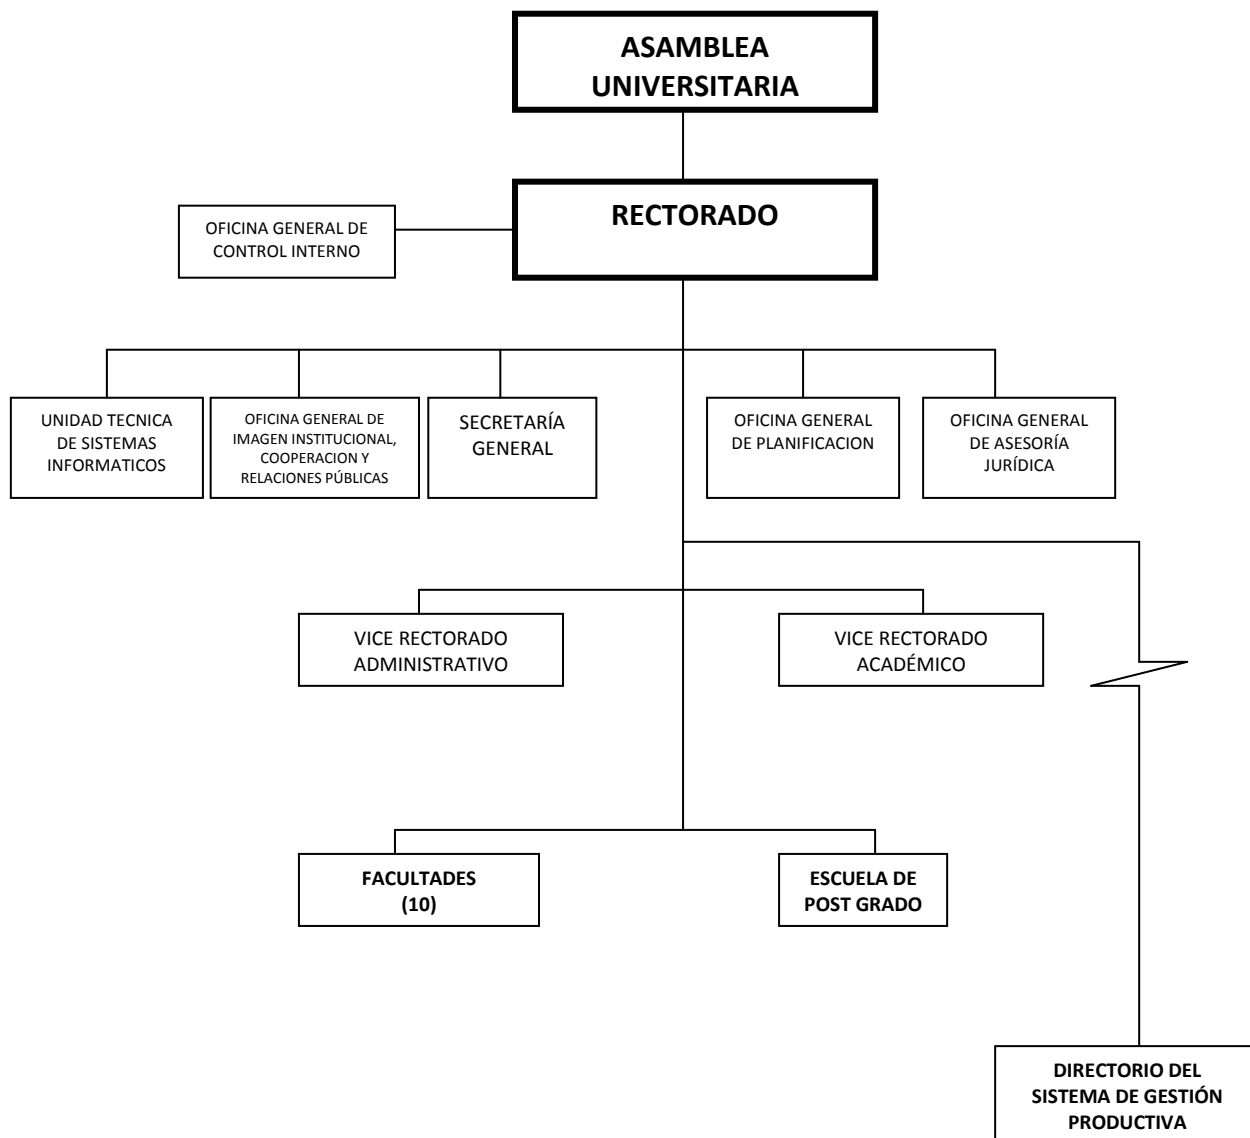 ASAMBLEA
UNIVERSITARIA
RECTORADO
OFICINA GENERAL DE
CONTROL INTERNO
UNIDAD TECNICA
DE SISTEMAS
INFORMATICOS
OFICINA GENERAL DE
IMAGEN INSTITUCIONAL,
COOPERACION Y
RELACIONES PÚBLICAS
SECRETARÍA
GENERAL
OFICINA GENERAL
DE PLANIFICACION
OFICINA GENERAL
DE ASESORÍA
JURÍDICA
VICE RECTORADO
ADMINISTRATIVO
VICE RECTORADO
ACADÉMICO
FACULTADES
(10)
ESCUELA DE
POST GRADO
DIRECTORIO DEL
SISTEMA DE GESTIÓN
PRODUCTIVA